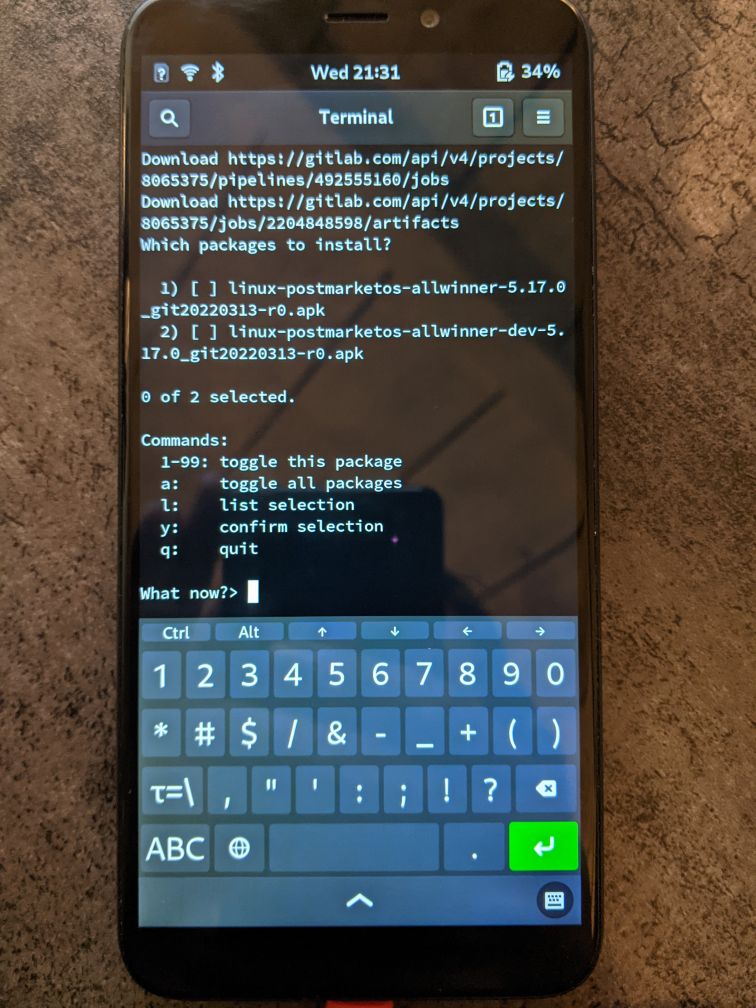 Wed 21:31
34%
Terminal
1
Download https://gitlab.com/api/v4/projects/
8065375/pipelines/492555160/jobs
Download https://gitlab.com/api/v4/projects/
8065375/jobs/2204848598/artifacts
Which packages to install?
1) [ ] linux-postmarketos-allwinner-5.17.0
_git20220313-r0.apk
2) [ ] linux-postmarketos-allwinner-dev-5.
17.0_git20220313-r0.apk
0 of 2 selected.
Commands:
1-99: toggle this package
a: toggle all packages
l: list selection
y: confirm selection
q: quit
What now?>
Ctrl Alt ↑ ↓ ← →
1 2 3 4 5 6 7 8 9 0
* # $ / & - _ + ( )
τ=\ , " ' : ; ! ?
ABC .